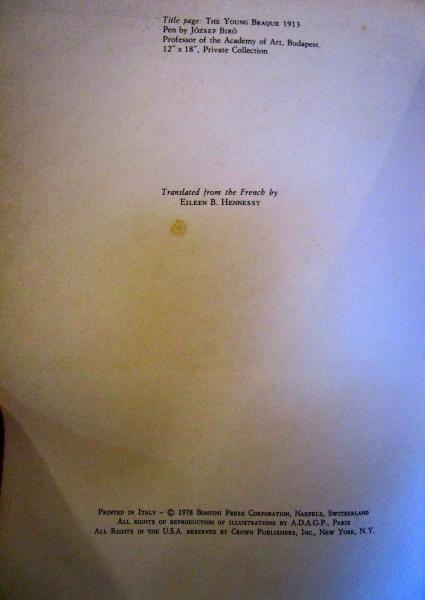 Title page: THE YOUNG BRAQUE 1913
Pen by JÓZSEF BIRÓ
Professor of the Academy of Art, Budapest.
12" x 18", Private Collection
Translated from the French by
EILEEN B. HENNESSY
PRINTED IN ITALY – © 1978 BONFINI PRESS CORPORATION, NAEFELS, SWITZERLAND
ALL RIGHTS OF REPRODUCTION OF ILLUSTRATIONS BY A.D.A.G.P., PARIS
ALL RIGHTS IN THE U.S.A. RESERVED BY CROWN PUBLISHERS, INC., NEW YORK, N.Y.